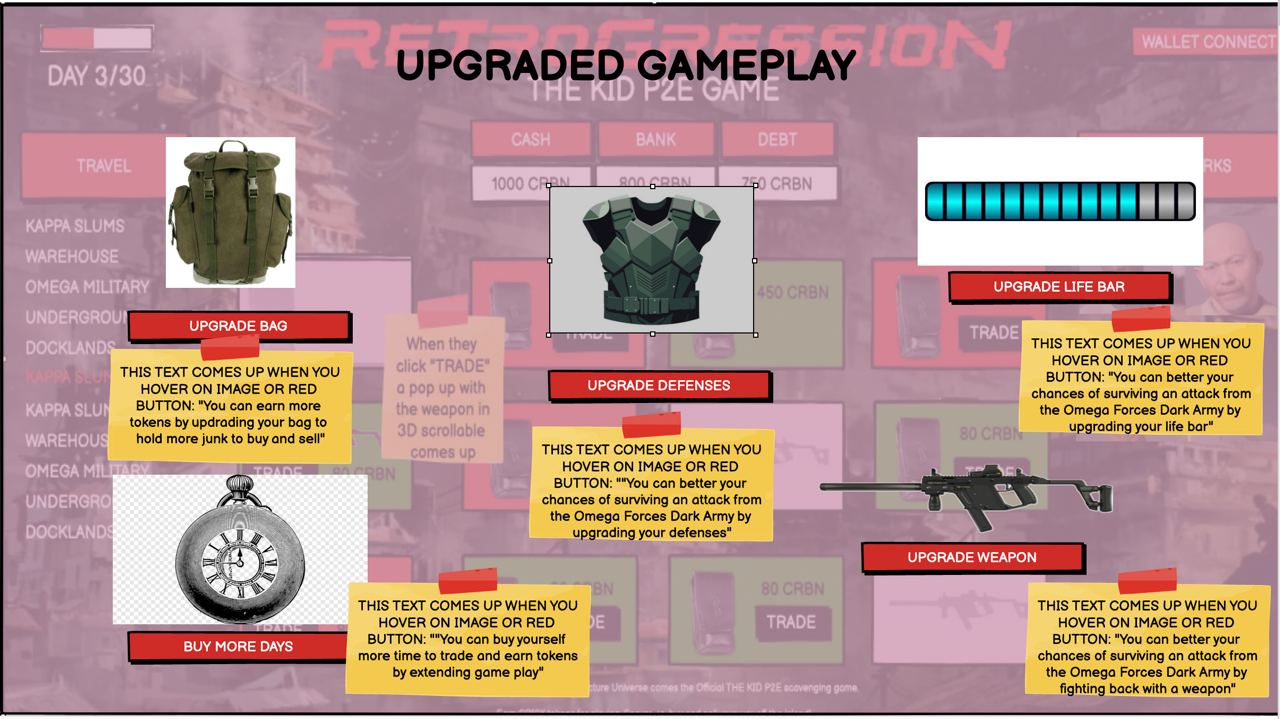 RETROGRESSION
WALLET CONNECT
UPGRADED GAMEPLAY
DAY 3/30
THE KID P2E GAME
CASH
BANK
DEBT
TRAVEL
RKS
1000 CRBN
800 CRBN
750 CRBN
KAPPA SLUMS
WAREHOUSE
OMEGA MILITARY
UNDERGROUN
DOCKLANDS
KAPPA SLUM
KAPPA SLUM
WAREHOUS
OMEGA MILITARY
UNDERGRO
DOCKLANDS
UPGRADE BAG
THIS TEXT COMES UP WHEN YOU
HOVER ON IMAGE OR RED
BUTTON: "You can earn more
tokens by updrading your bag to
hold more junk to buy and sell"
When they
click "TRADE"
a pop up with
the weapon in
3D scrollable
comes up
TRADE
450 CRBN
TRADE
UPGRADE LIFE BAR
THIS TEXT COMES UP WHEN YOU
HOVER ON IMAGE OR RED
BUTTON: "You can better your
chances of surviving an attack from
the Omega Forces Dark Army by
upgrading your life bar"
UPGRADE DEFENSES
THIS TEXT COMES UP WHEN YOU
HOVER ON IMAGE OR RED
BUTTON: ""You can better your
chances of surviving an attack from
the Omega Forces Dark Army by
upgrading your defenses"
TRADE
80 CRBN
80 CRBN
TRADE
UPGRADE WEAPON
THIS TEXT COMES UP WHEN YOU
HOVER ON IMAGE OR RED
BUTTON: "You can better your
chances of surviving an attack from
the Omega Forces Dark Army by
fighting back with a weapon"
BUY MORE DAYS
THIS TEXT COMES UP WHEN YOU
HOVER ON IMAGE OR RED
BUTTON: ""You can buy yourself
more time to trade and earn tokens
by extending game play"
DE
80 CRBN
TRADE
cture Universe comes the Official THE KID P2E scavenging game.